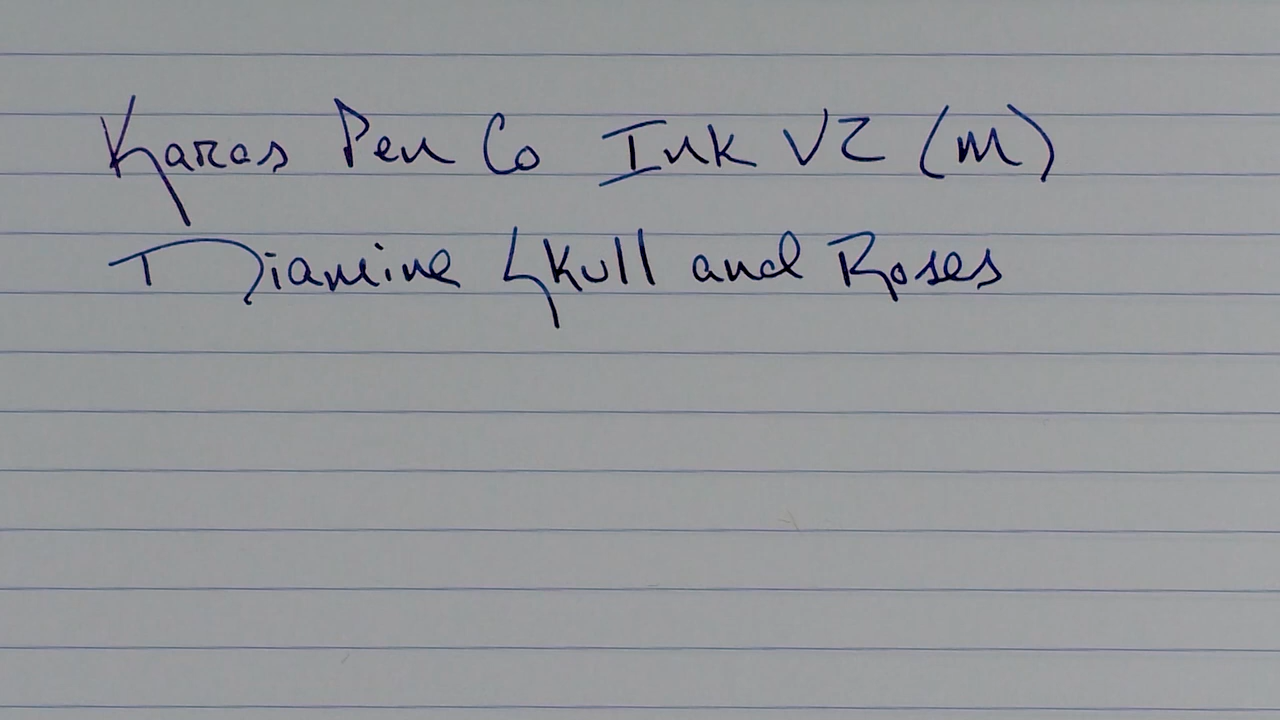 Karas Pen Co Ink V2 (M)
Diamine Skull and Roses